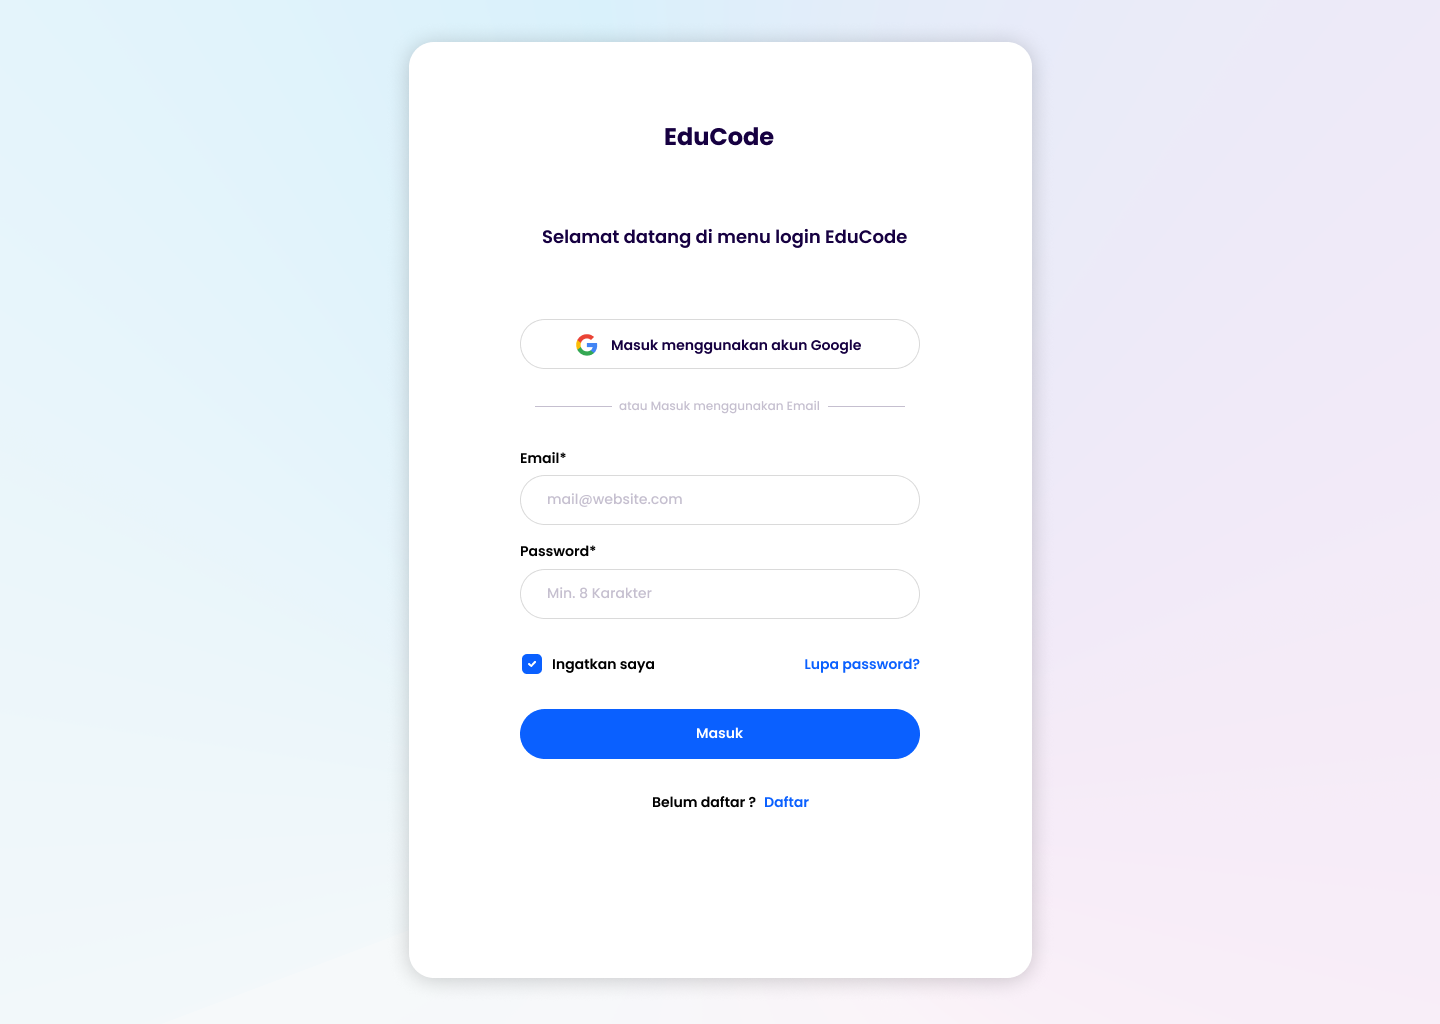 EduCode
Selamat datang di menu login EduCode
Masuk menggunakan akun Google
atau Masuk menggunakan Email
Email*
mail@website.com
Password*
Min. 8 Karakter
Ingatkan saya Lupa password?
Masuk
Belum daftar ? Daftar